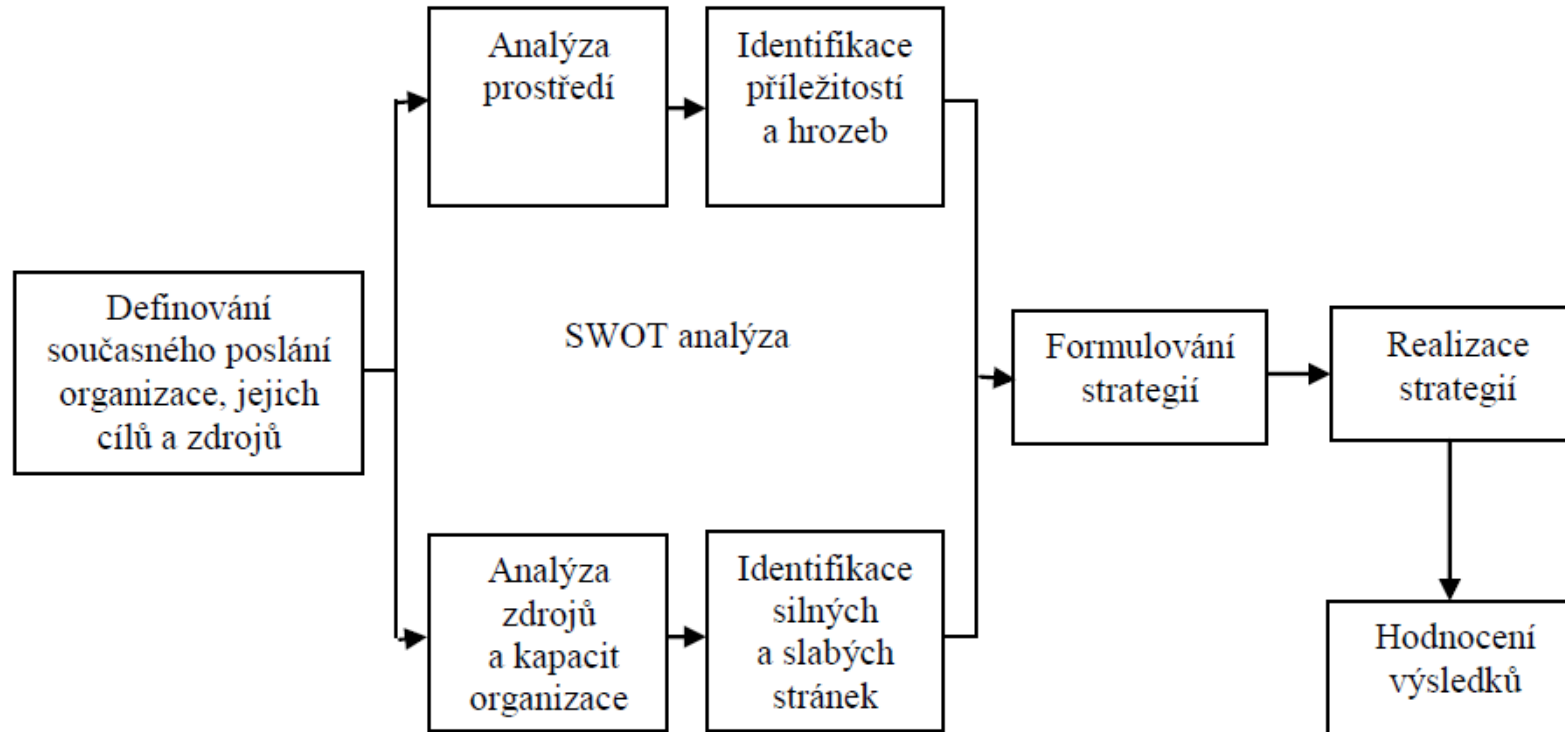 Analýza
prostředí
Identifikace
příležitostí
a hrozeb
Definování
současného poslání
organizace, jejich
cílů a zdrojů
SWOT analýza
Formulování
strategií
Realizace
strategií
Analýza
zdrojů
a kapacit
organizace
Identifikace
silných
a slabých
stránek
Hodnocení
výsledků